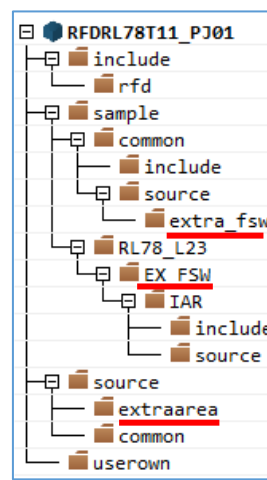 RFDRL78T11_PJ01
include
rfd
sample
common
include
source
extra_fsw
RL78_L23
EX_FSW
IAR
include
source
source
extraarea
common
userown